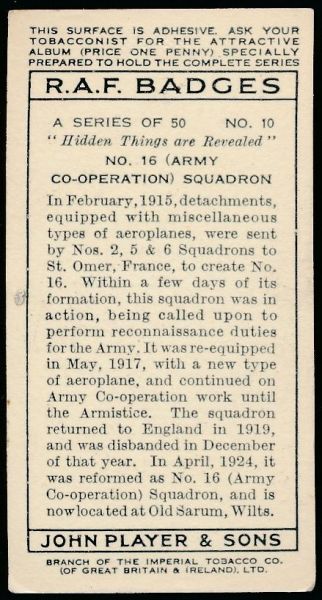 THIS SURFACE IS ADHESIVE. ASK YOUR
TOBACCONIST FOR THE ATTRACTIVE
ALBUM (PRICE ONE PENNY) SPECIALLY
PREPARED TO HOLD THE COMPLETE SERIES
R.A.F. BADGES
A SERIES OF 50 NO. 10
"Hidden Things are Revealed"
NO. 16 (ARMY
CO-OPERATION) SQUADRON
In February, 1915, detachments,
equipped with miscellaneous
types of aeroplanes, were sent
by Nos. 2, 5 & 6 Squadrons to
St. Omer, France, to create No.
16. Within a few days of its
formation, this squadron was in
action, being called upon to
perform reconnaissance duties
for the Army. It was re-equipped
in May, 1917, with a new type
of aeroplane, and continued on
Army Co-operation work until
the Armistice. The squadron
returned to England in 1919,
and was disbanded in December
of that year. In April, 1924, it
was reformed as No. 16 (Army
Co-operation) Squadron, and is
now located at Old Sarum, Wilts.
JOHN PLAYER & SONS
BRANCH OF THE IMPERIAL TOBACCO CO.
(OF GREAT BRITAIN & IRELAND), LTD.